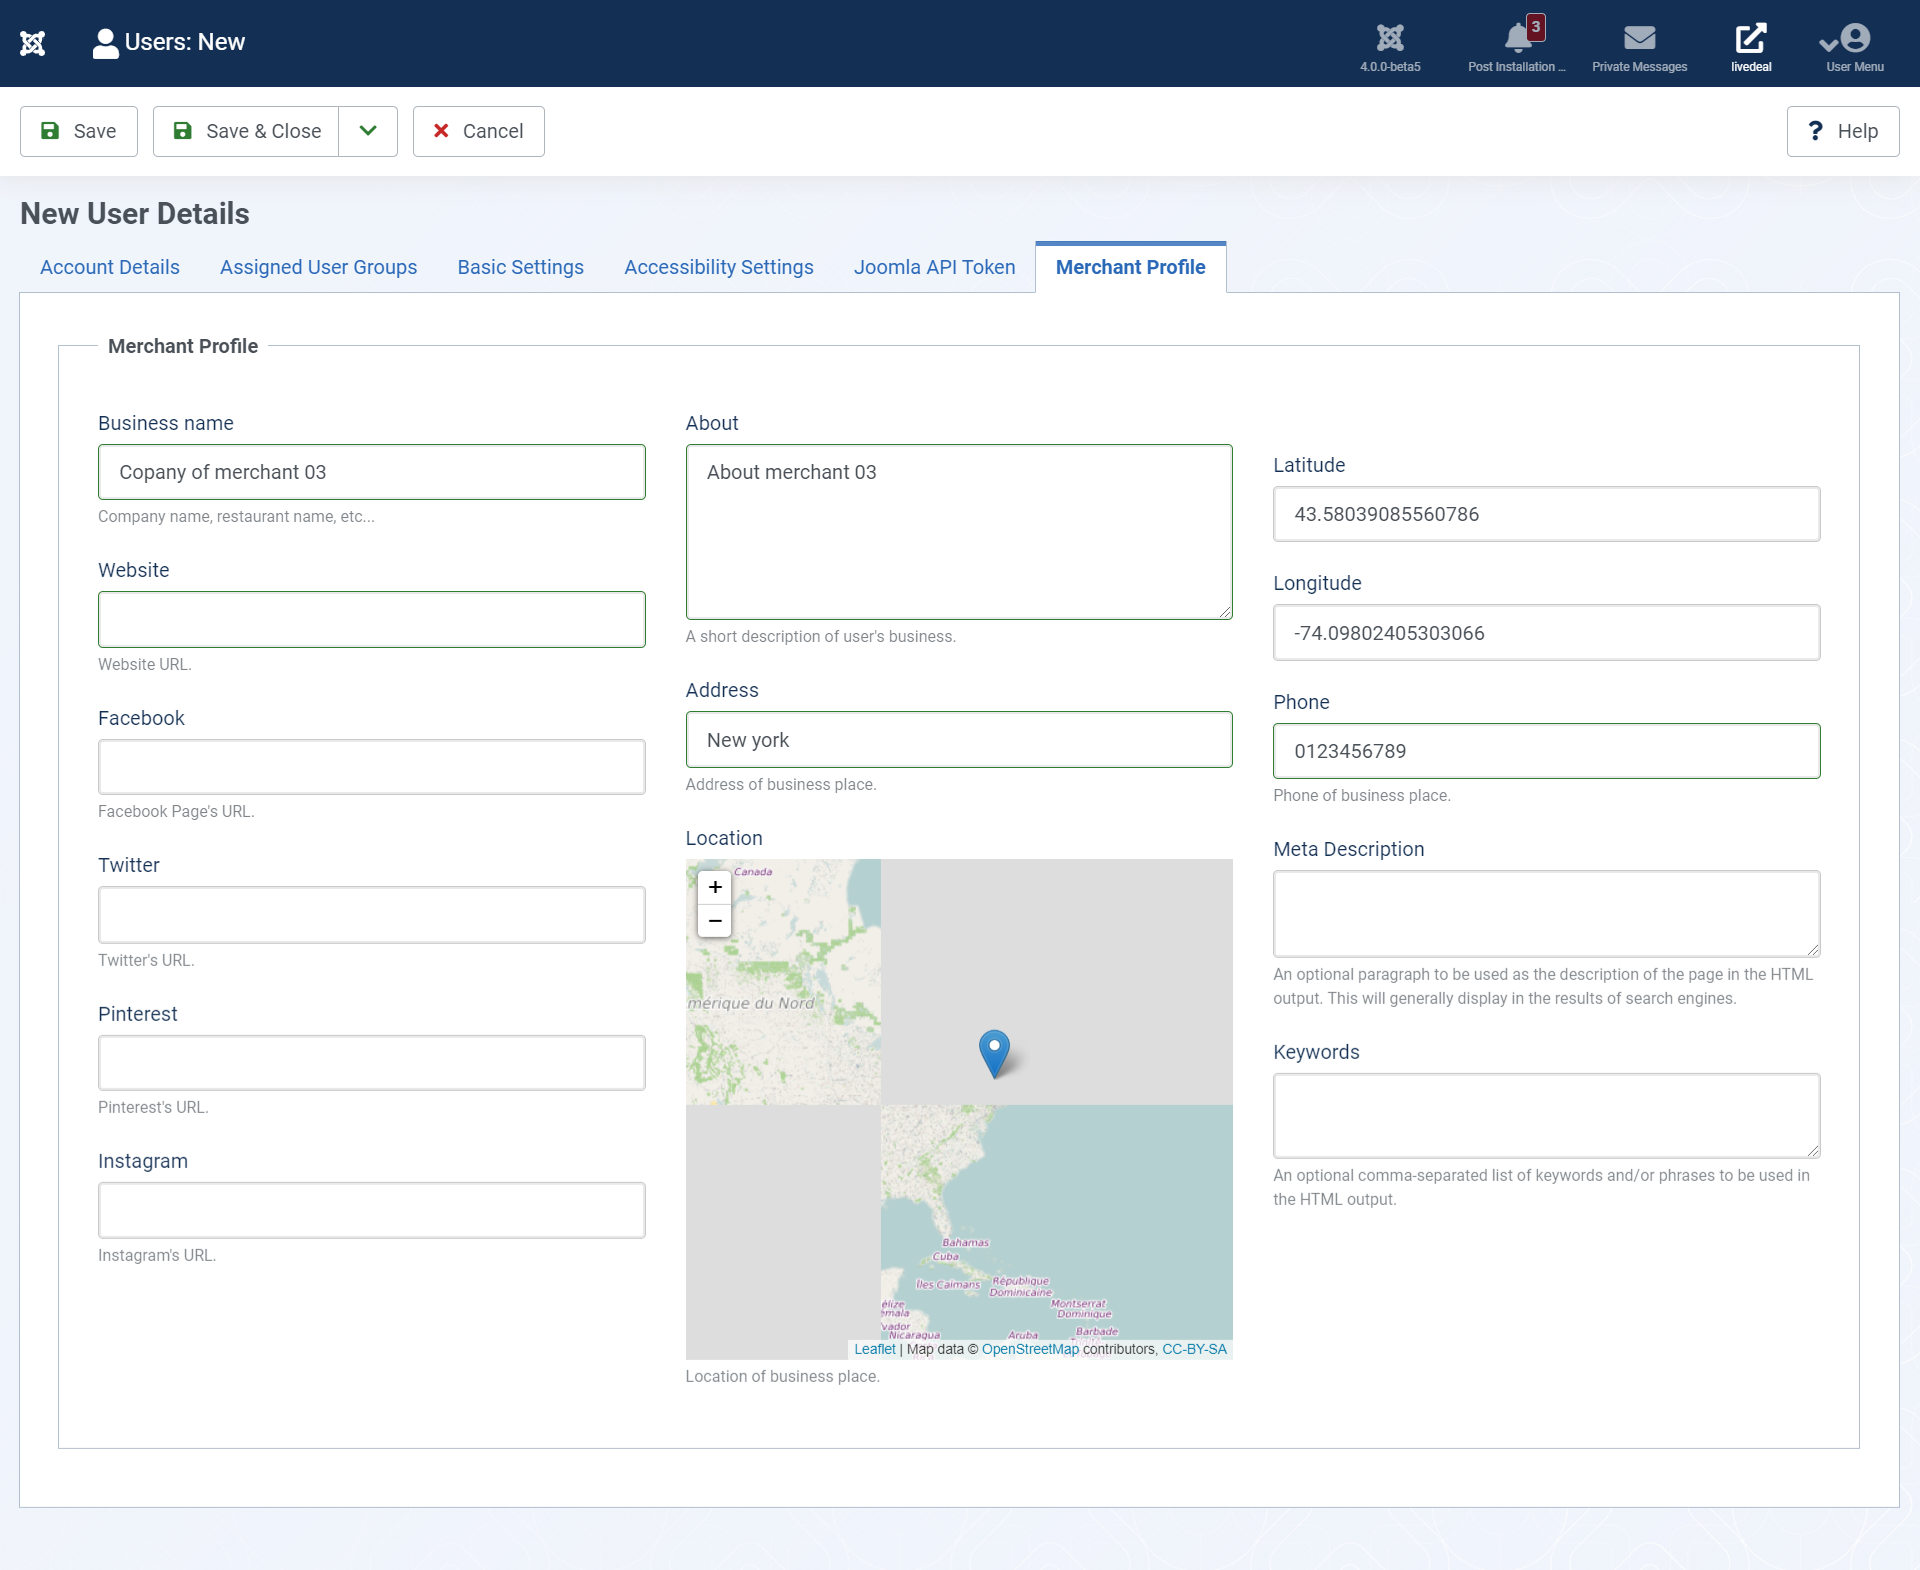 Users: New
4.0.0-beta5
3
Post Installation ...
Private Messages
livedeal
User Menu
Save
Save & Close
Cancel
Help
New User Details
Account Details
Assigned User Groups
Basic Settings
Accessibility Settings
Joomla API Token
Merchant Profile
Merchant Profile
Business name
Copany of merchant 03
Company name, restaurant name, etc...
Website
Website URL.
Facebook
Facebook Page's URL.
Twitter
Twitter's URL.
Pinterest
Pinterest's URL.
Instagram
Instagram's URL.
About
About merchant 03
A short description of user's business.
Address
New york
Address of business place.
Location
+
−
Canada
mérique du Nord
Bahamas
Cuba
Îles Caïmans
République
Dominicaine
élize
émala
vador
Nicaragua
Montserrat
Dominique
Aruba
Barbade
Leaflet | Map data © OpenStreetMap contributors, CC-BY-SA
Location of business place.
Latitude
43.58039085560786
Longitude
-74.09802405303066
Phone
0123456789
Phone of business place.
Meta Description
An optional paragraph to be used as the description of the page in the HTML
output. This will generally display in the results of search engines.
Keywords
An optional comma-separated list of keywords and/or phrases to be used in
the HTML output.